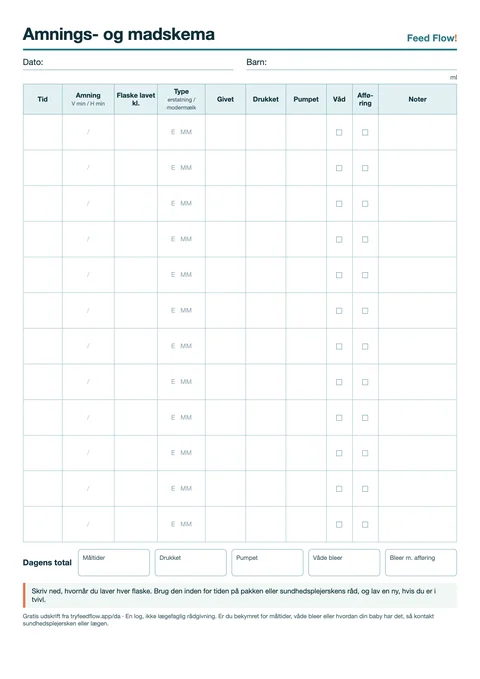 Amnings- og madskema
Feed Flow!
Dato:
Barn:
ml
Tid
Amning
V min / H min
Flaske lavet
kl.
Type
erstatning /
modermælk
Givet
Drukket
Pumpet
Våd
Affø-
ring
Noter
/ E MM ☐ ☐
/ E MM ☐ ☐
/ E MM ☐ ☐
/ E MM ☐ ☐
/ E MM ☐ ☐
/ E MM ☐ ☐
/ E MM ☐ ☐
/ E MM ☐ ☐
/ E MM ☐ ☐
/ E MM ☐ ☐
/ E MM ☐ ☐
/ E MM ☐ ☐
Dagens total
Måltider
Drukket
Pumpet
Våde bleer
Bleer m. afføring
Skriv ned, hvornår du laver hver flaske. Brug den inden for tiden på pakken eller sundhedsplejerskens råd, og lav en ny, hvis du er i
tvivl.
Gratis udskrift fra tryfeedflow.app/da · En log, ikke lægefaglig rådgivning. Er du bekymret for måltider, våde bleer eller hvordan din baby har det, så kontakt
sundhedsplejersken eller lægen.